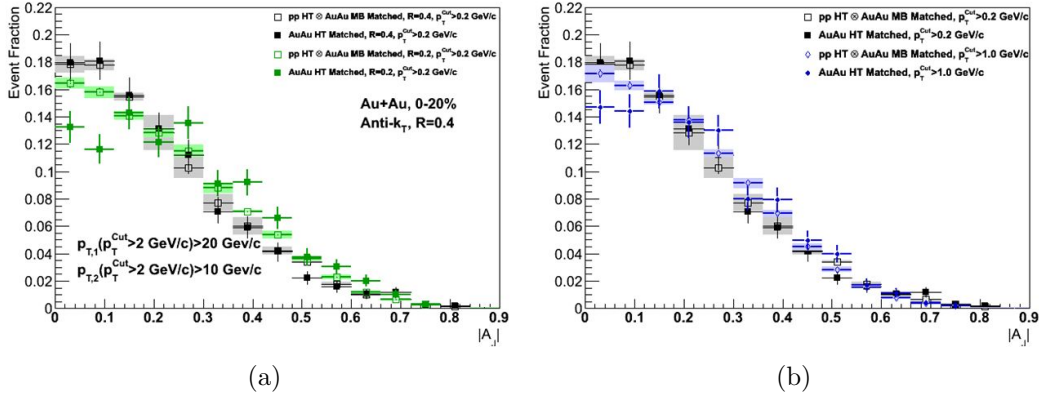 pp HT ⊗ AuAu MB Matched, R=0.4, p_T^Cut>0.2 GeV/c
AuAu HT Matched, R=0.4, p_T^Cut>0.2 GeV/c
pp HT ⊗ AuAu MB Matched, R=0.2, p_T^Cut>0.2 GeV/c
AuAu HT Matched, R=0.2, p_T^Cut>0.2 GeV/c
Au+Au, 0-20%
Anti-k_T, R=0.4
p_T,1(p_T^Cut>2 GeV/c)>20 GeV/c
p_T,2(p_T^Cut>2 GeV/c)>10 GeV/c
Event Fraction
0.22
0.2
0.18
0.16
0.14
0.12
0.1
0.08
0.06
0.04
0.02
0
0 0.1 0.2 0.3 0.4 0.5 0.6 0.7 0.8 0.9
|A_J|
(a)
pp HT ⊗ AuAu MB Matched, p_T^Cut>0.2 GeV/c
AuAu HT Matched, p_T^Cut>0.2 GeV/c
pp HT ⊗ AuAu MB Matched, p_T^Cut>1.0 GeV/c
AuAu HT Matched, p_T^Cut>1.0 GeV/c
Event Fraction
0.22
0.2
0.18
0.16
0.14
0.12
0.1
0.08
0.06
0.04
0.02
0
0 0.1 0.2 0.3 0.4 0.5 0.6 0.7 0.8 0.9
|A_J|
(b)